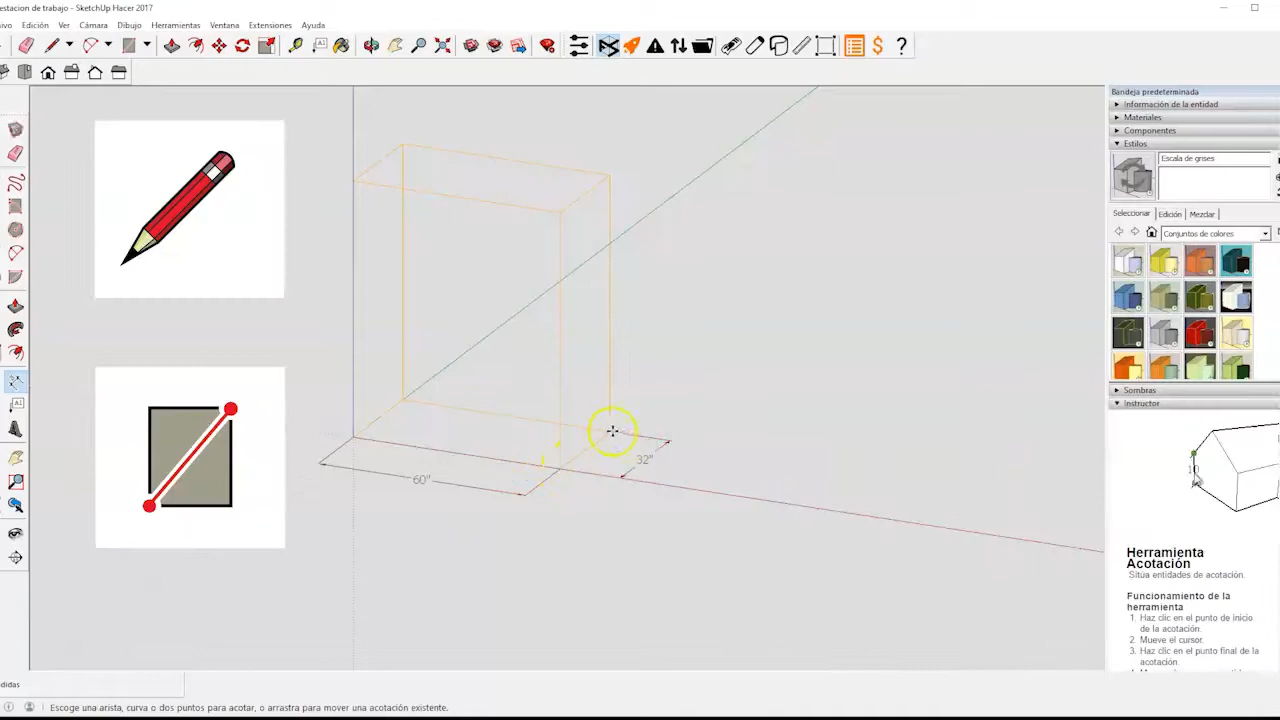 estacion de trabajo - SketchUp Hacer 2017
Edición Ver Cámara Dibujo Herramientas Ventana Extensiones Ayuda
Bandeja predeterminada
Información de la entidad
Materiales
Componentes
Estilos
Escala de grises
Seleccionar Edición Mezclar
Conjuntos de colores
60"
32"
Sombras
Instructor
Herramienta
Acotación
Sitúa entidades de acotación.
Funcionamiento de la
herramienta
1. Haz clic en el punto de inicio
de la acotación.
2. Mueve el cursor.
3. Haz clic en el punto final de la
acotación.
didas
Escoge una arista, curva o dos puntos para acotar, o arrastra para mover una acotación existente.